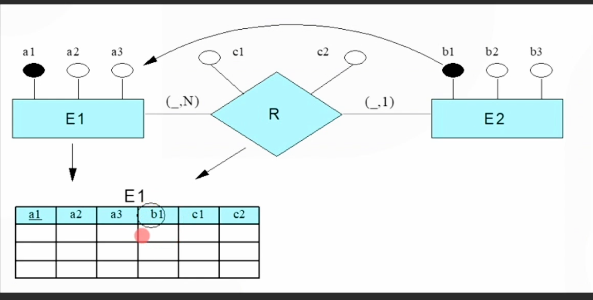 a1 a2 a3 c1 c2 b1 b2 b3
E1 (_,N) R (_,1) E2
E1
a1 a2 a3 b1 c1 c2